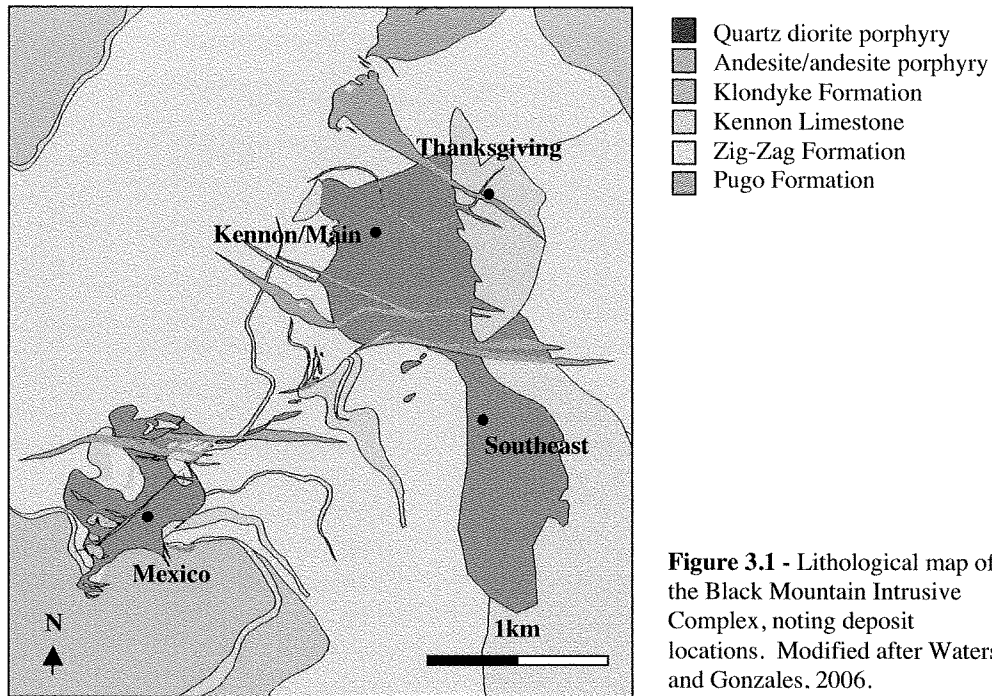 Quartz diorite porphyry
Andesite/andesite porphyry
Klondyke Formation
Kennon Limestone
Zig-Zag Formation
Pugo Formation
Thanksgiving
Kennon/Main
Southeast
Mexico
N
1km
Figure 3.1 - Lithological map of
the Black Mountain Intrusive
Complex, noting deposit
locations. Modified after Waters
and Gonzales, 2006.